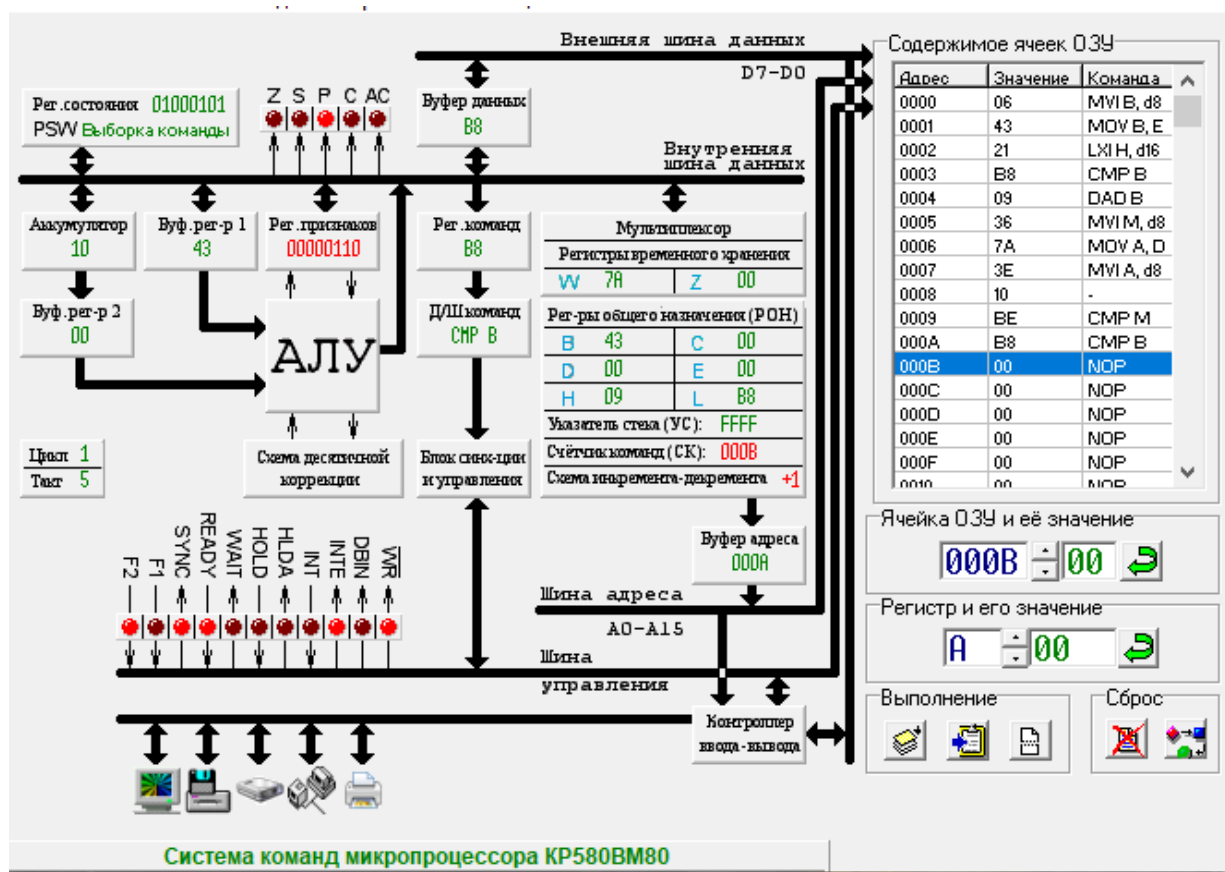 Внешняя шина данных
D7-D0
Рег.состояния 01000101
PSW Выборка команды
Z S P C AC
Буфер данных
B8
Внутренняя
шина данных
Аккумулятор
10
Вуф.рег-р 1
43
Рег.признаков
00000110
Рег.команд
B8
Мультиплексор
Регистры временного хранения
W 7A Z 00
Вуф.рег-р 2
00
АЛУ
Д/Шкоманд
CMP B
Рег-ры общего назначения (РОН)
B 43 C 00
D 00 E 00
H 09 L B8
Указатель стека (УС): FFFF
Счётчик команд (СК): 000B
Схема инкремента-декремента +1
Цикл 1
Такт 5
Схема десятичной
коррекции
Блок синх-ции
и управления
Буфер адреса
000A
F2 F1 SYNC READY WAIT HOLD HLDA INT INTE DBIN WR
Шина адреса
A0-A15
Шина
управления
Контроллер
ввода-вывода
Содержимое ячеек ОЗУ
Адрес Значение Команда
0000 06 MVI B, d8
0001 43 MOV B, E
0002 21 LXI H, d16
0003 B8 CMP B
0004 09 DAD B
0005 36 MVI M, d8
0006 7A MOV A, D
0007 3E MVI A, d8
0008 10 -
0009 BE CMP M
000A B8 CMP B
000B 00 NOP
000C 00 NOP
000D 00 NOP
000E 00 NOP
000F 00 NOP
0010 00 NOP
Ячейка ОЗУ и её значение
000B 00
Регистр и его значение
A 00
Выполнение
Сброс
Система команд микропроцессора КР580ВМ80